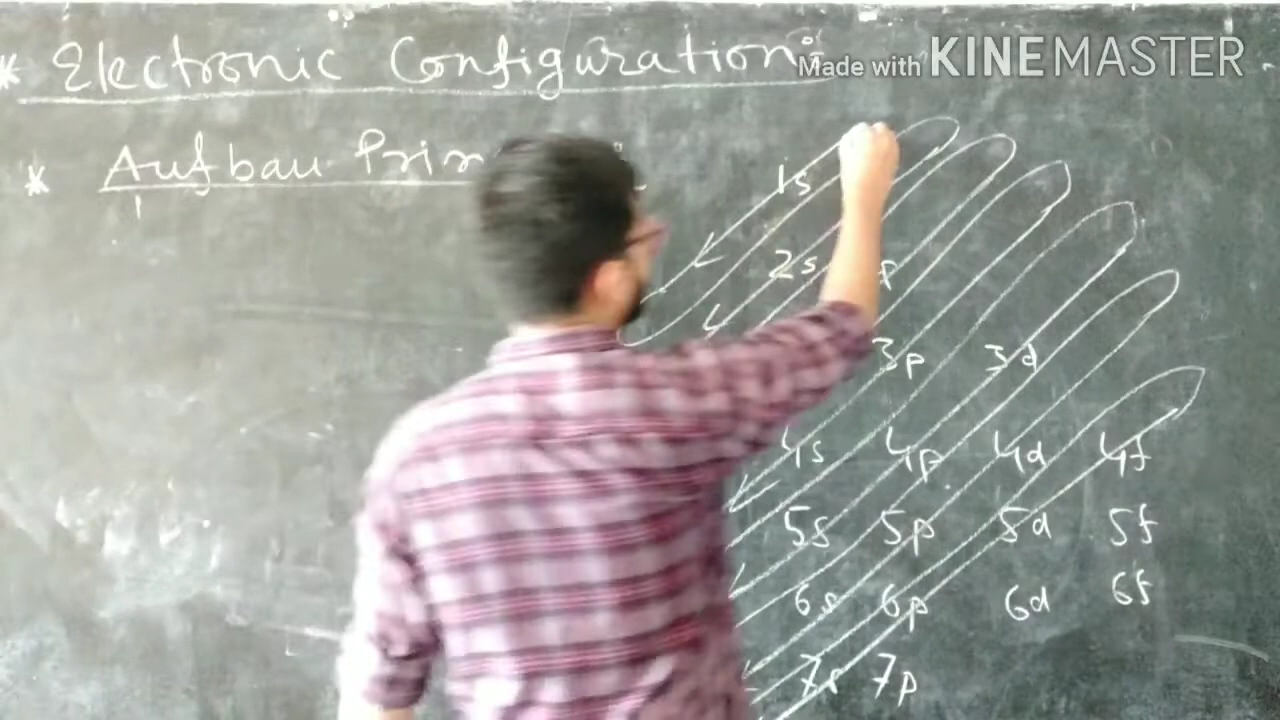 * Electronic Configuration:
Made with KINEMASTER
* Aufbau
1s
2s p
3p 3d
4s 4p 4d 4f
5s 5p 5d 5f
6s 6p 6d 6f
7s 7p